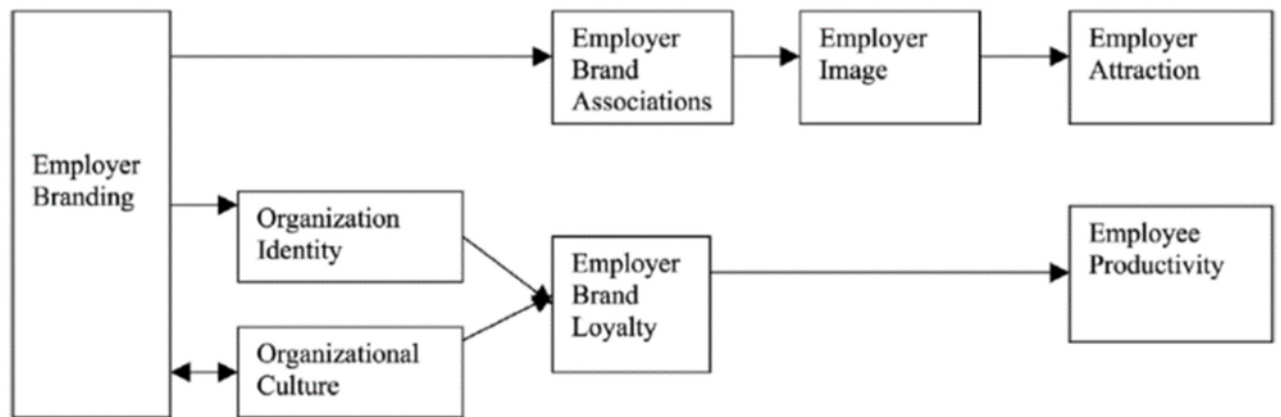 Employer
Branding
Employer
Brand
Associations
Employer
Image
Employer
Attraction
Organization
Identity
Organizational
Culture
Employer
Brand
Loyalty
Employee
Productivity